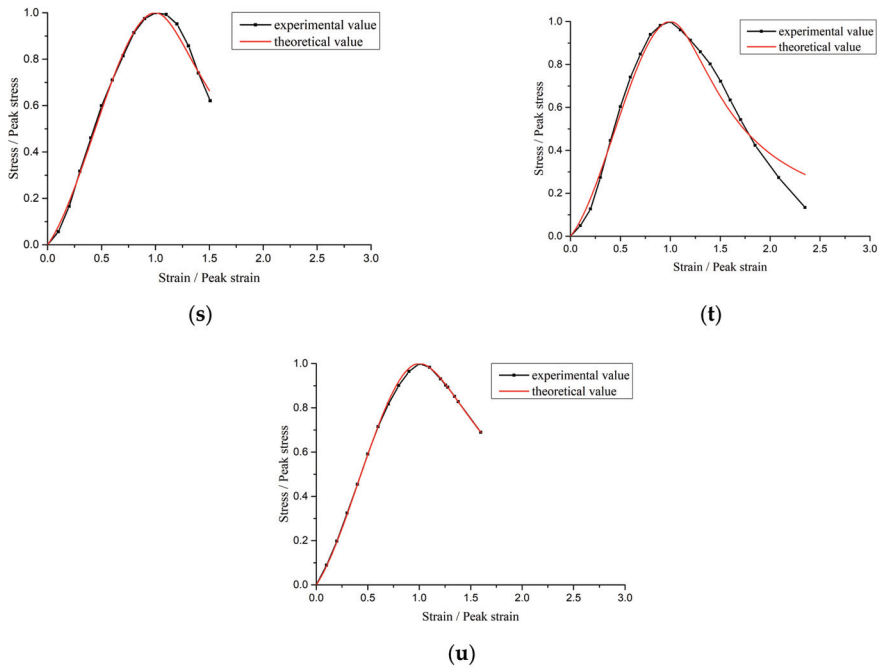 experimental value
theoretical value
Stress / Peak stress
1.0
0.8
0.6
0.4
0.2
0.0
0.0 0.5 1.0 1.5 2.0 2.5 3.0
Strain / Peak strain
(s)
experimental value
theoretical value
Stress / Peak stress
1.0
0.8
0.6
0.4
0.2
0.0
0.0 0.5 1.0 1.5 2.0 2.5 3.0
Strain / Peak strain
(t)
experimental value
theoretical value
Stress / Peak stress
1.0
0.8
0.6
0.4
0.2
0.0
0.0 0.5 1.0 1.5 2.0 2.5 3.0
Strain / Peak strain
(u)